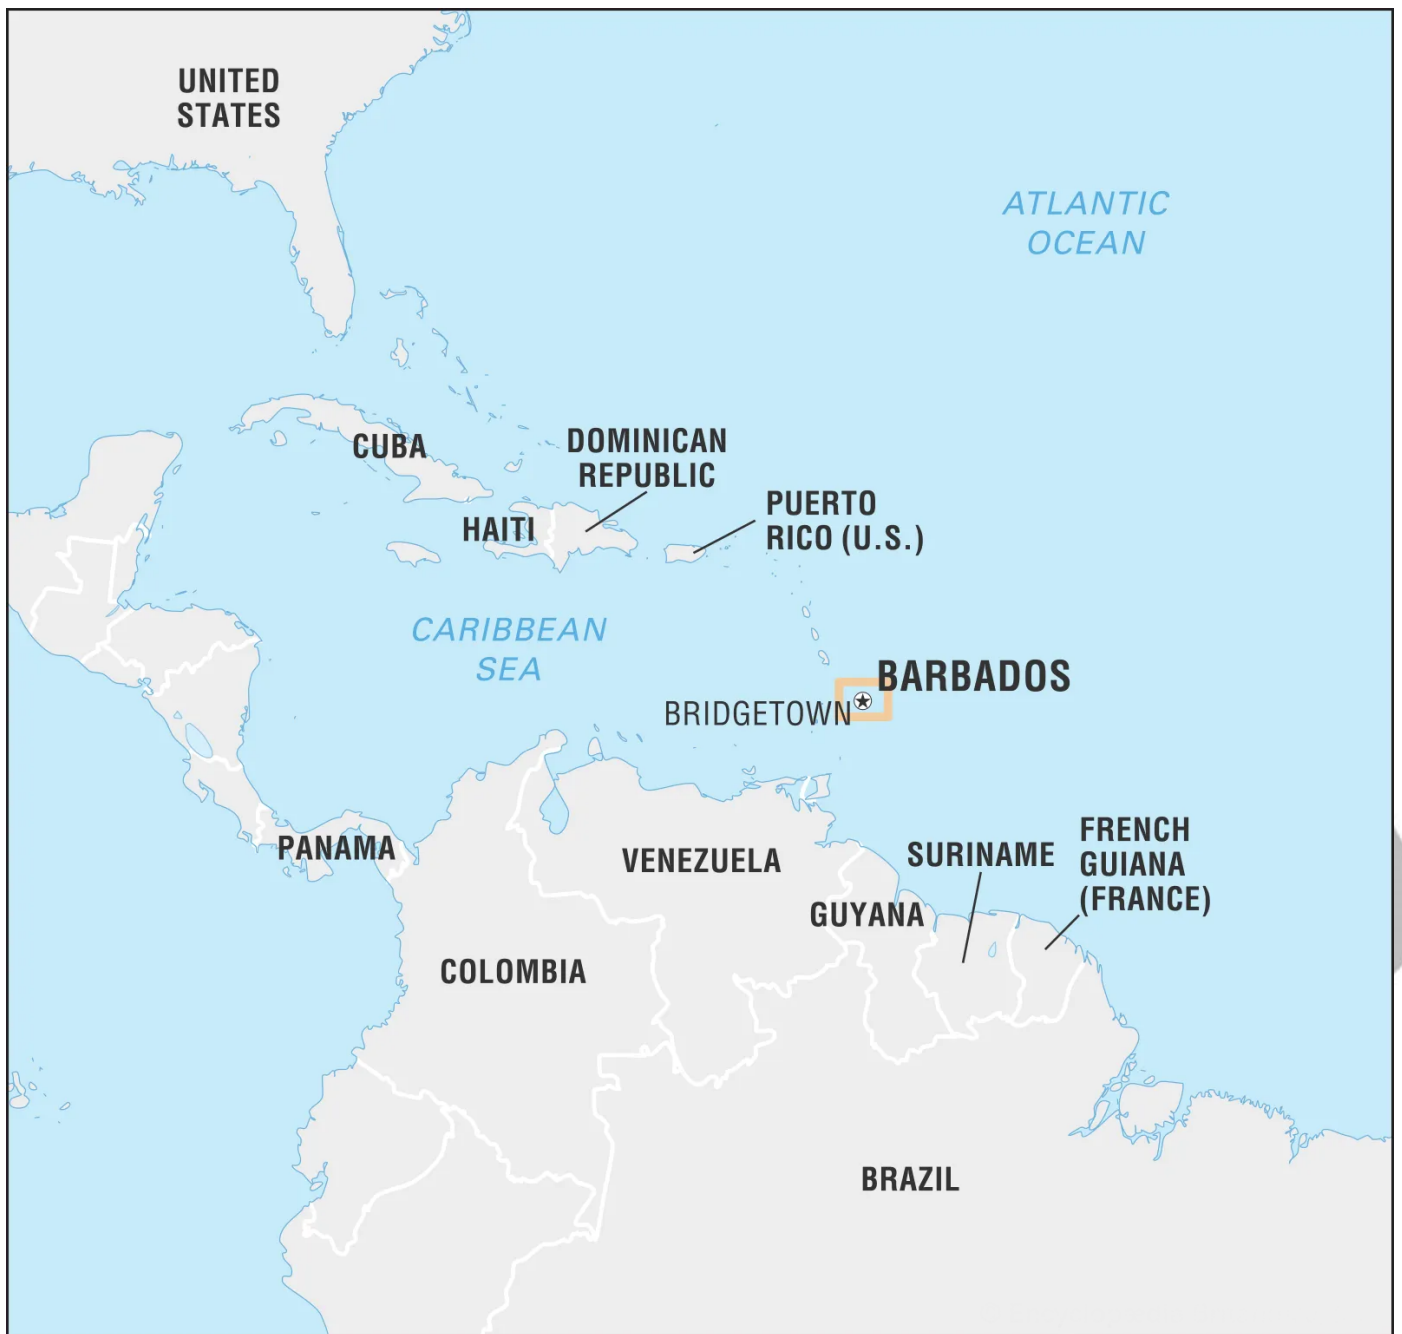 UNITED
STATES
ATLANTIC
OCEAN
CUBA
DOMINICAN
REPUBLIC
HAITI
PUERTO
RICO (U.S.)
CARIBBEAN
SEA
BARBADOS
BRIDGETOWN
PANAMA
VENEZUELA
SURINAME
FRENCH
GUIANA
(FRANCE)
GUYANA
COLOMBIA
BRAZIL